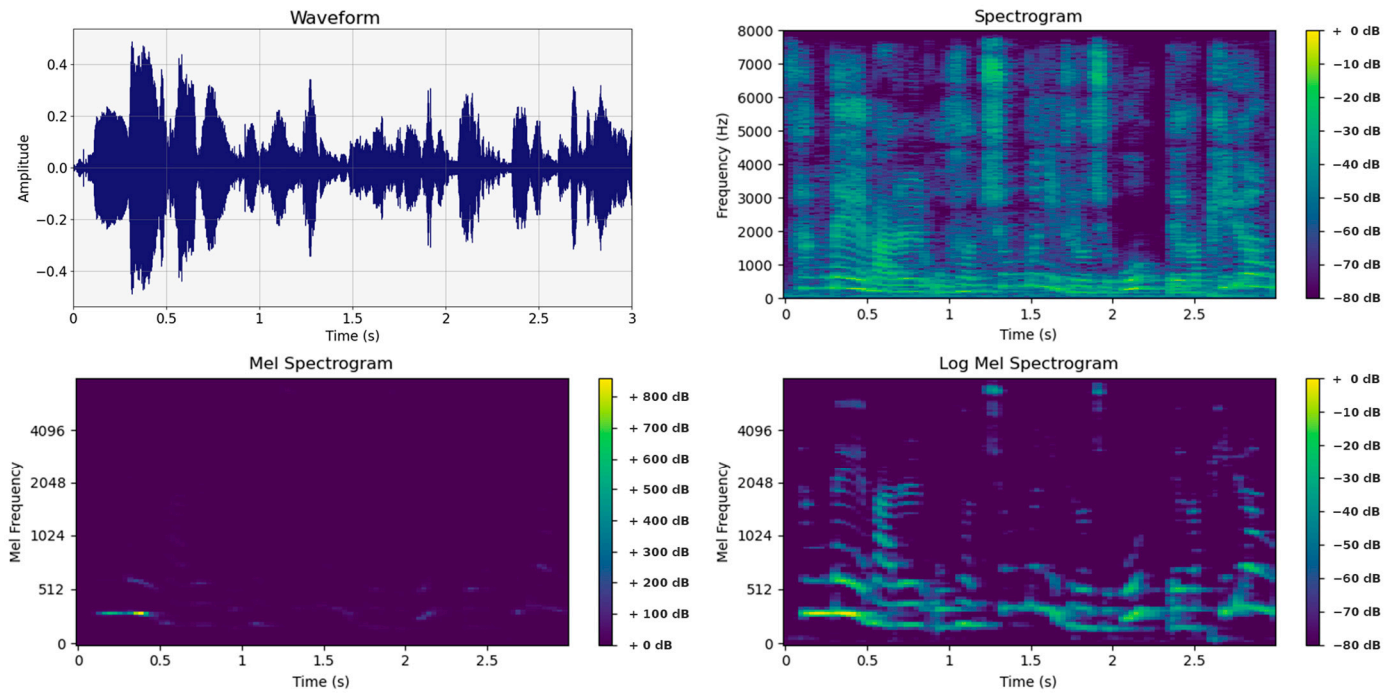 Waveform
Amplitude
0.4
0.2
0.0
−0.2
−0.4
0
0.5
1
1.5
2
2.5
3
Time (s)
Spectrogram
Frequency (Hz)
8000
7000
6000
5000
4000
3000
2000
1000
0
0
0.5
1
1.5
2
2.5
Time (s)
+ 0 dB
−10 dB
−20 dB
−30 dB
−40 dB
−50 dB
−60 dB
−70 dB
−80 dB
Mel Spectrogram
Mel Frequency
4096
2048
1024
512
0
0
0.5
1
1.5
2
2.5
Time (s)
+ 800 dB
+ 700 dB
+ 600 dB
+ 500 dB
+ 400 dB
+ 300 dB
+ 200 dB
+ 100 dB
+ 0 dB
Log Mel Spectrogram
Mel Frequency
4096
2048
1024
512
0
0
0.5
1
1.5
2
2.5
Time (s)
+ 0 dB
−10 dB
−20 dB
−30 dB
−40 dB
−50 dB
−60 dB
−70 dB
−80 dB